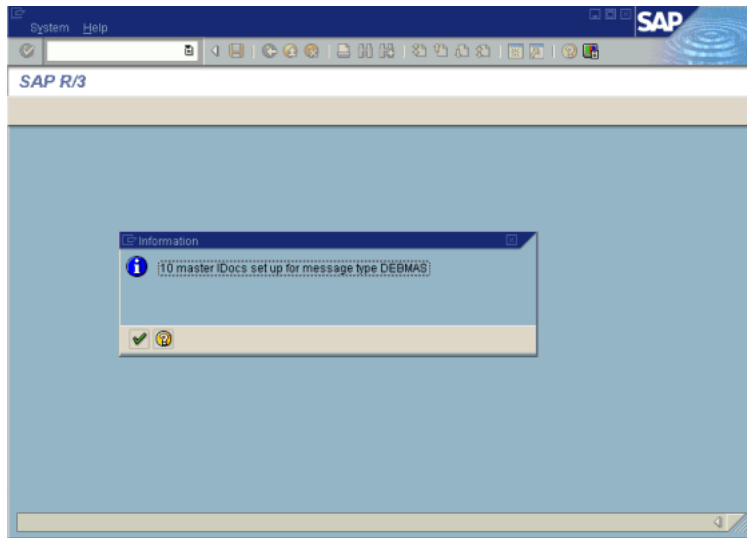 System Help
SAP
SAP R/3
Information
10 master IDocs set up for message type DEBMAS